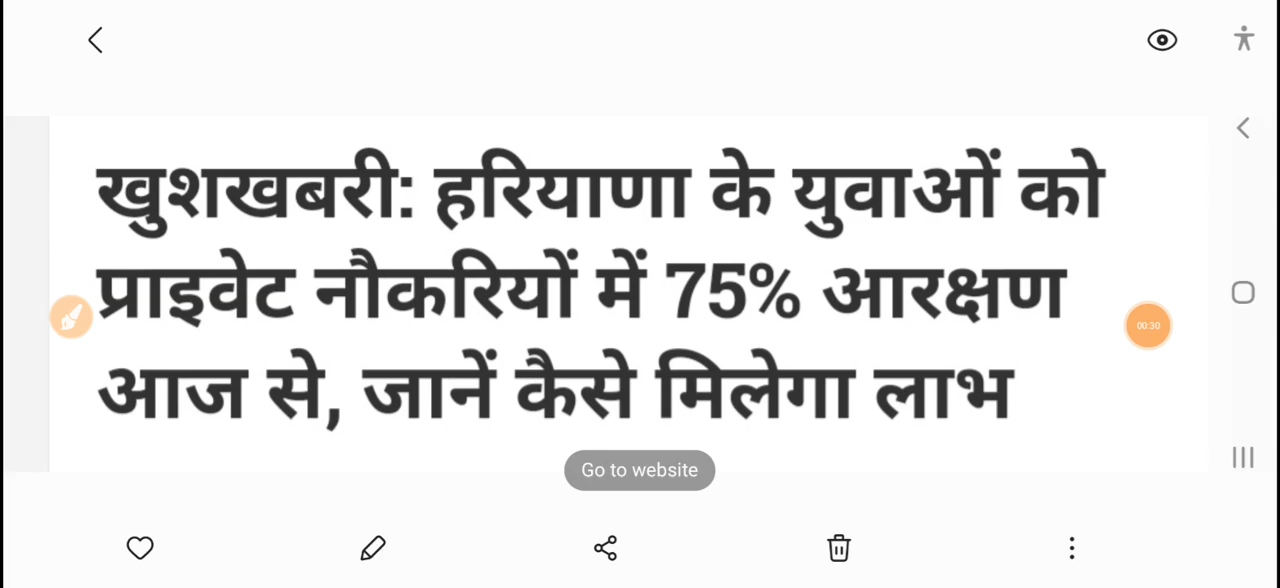 खुशखबरी: हरियाणा के युवाओं को
प्राइवेट नौकरियों में 75% आरक्षण
00:30
आज से, जानें कैसे मिलेगा लाभ
Go to website